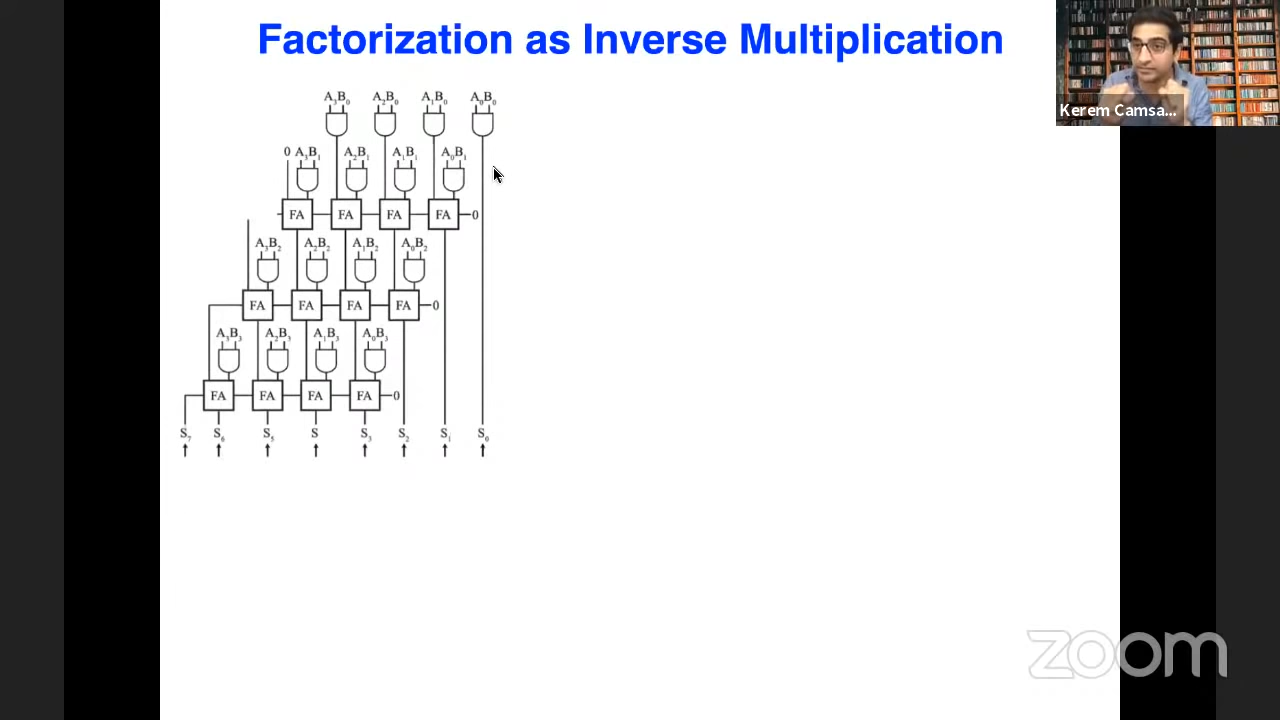 Factorization as Inverse Multiplication
Kerem Camsa...
A₃B₀ A₂B₀ A₁B₀ A₀B₀
0 A₃B₁ A₂B₁ A₁B₁ A₀B₁
FA FA FA FA 0
A₃B₂ A₂B₂ A₁B₂ A₀B₂
FA FA FA FA 0
A₃B₃ A₂B₃ A₁B₃ A₀B₃
FA FA FA FA 0
S₇ S₆ S₅ S S₃ S₂ S₁ S₀
zoom